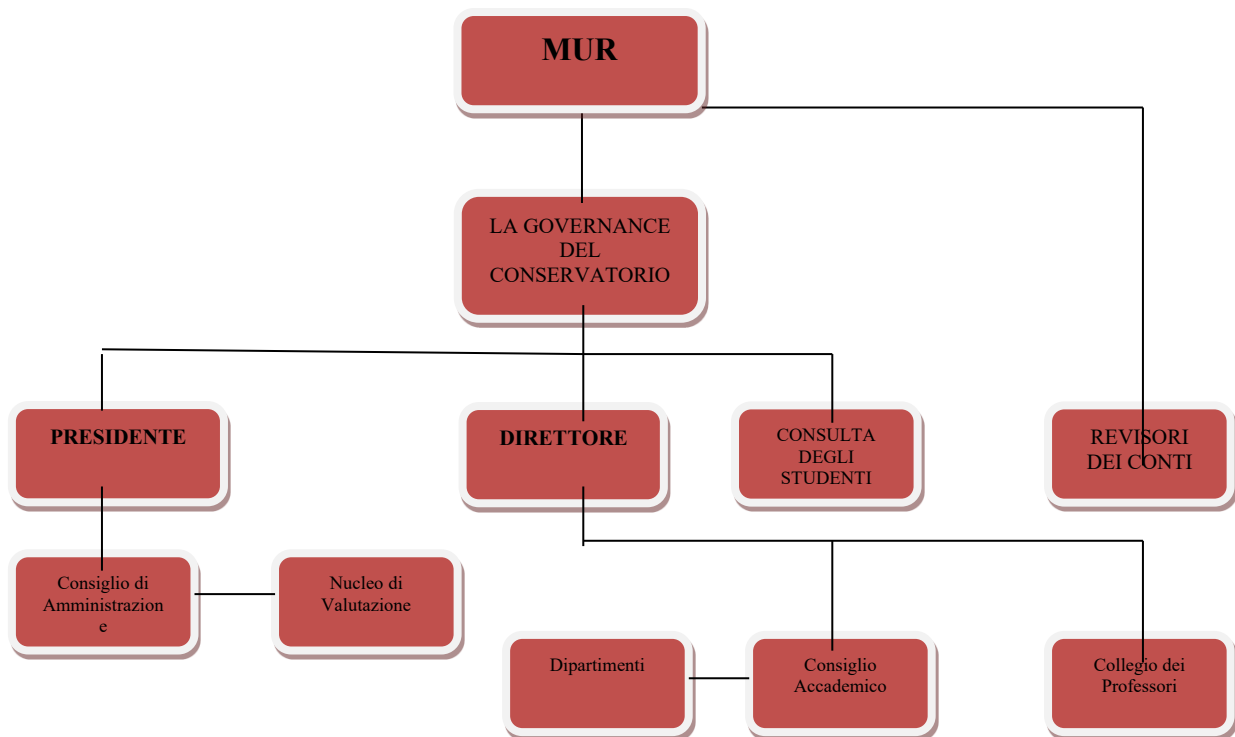 MUR
LA GOVERNANCE
DEL
CONSERVATORIO
PRESIDENTE
DIRETTORE
CONSULTA
DEGLI
STUDENTI
REVISORI
DEI CONTI
Consiglio di
Amministrazion
e
Nucleo di
Valutazione
Dipartimenti
Consiglio
Accademico
Collegio dei
Professori